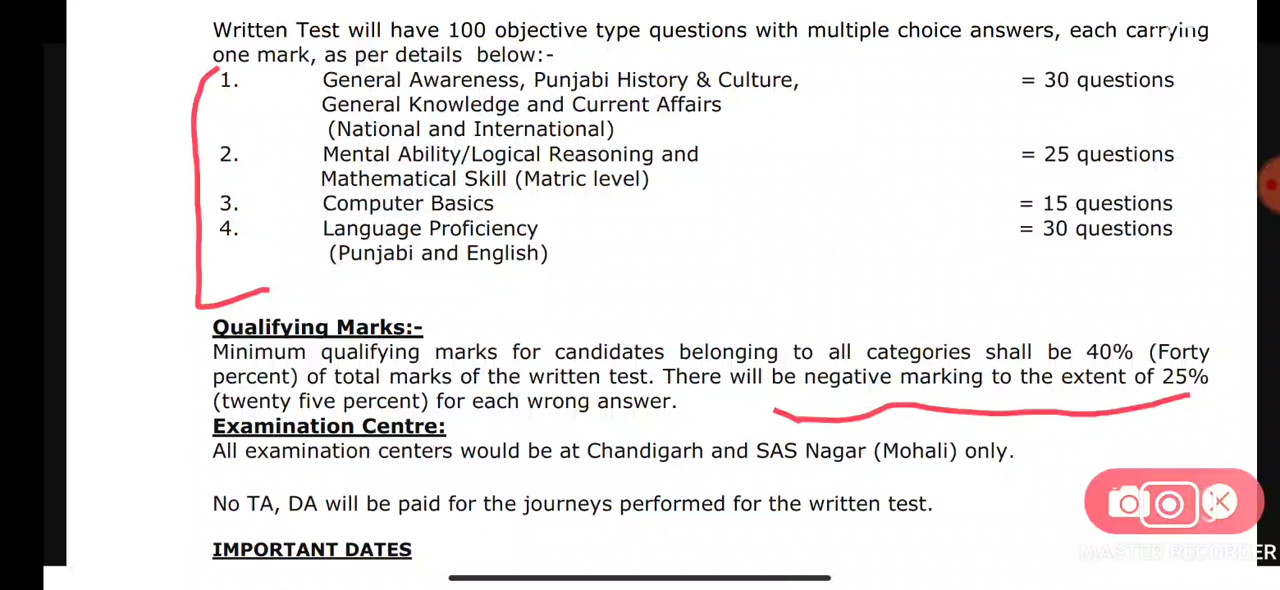 Written Test will have 100 objective type questions with multiple choice answers, each carrying
one mark, as per details below:-
1. General Awareness, Punjabi History & Culture, = 30 questions
General Knowledge and Current Affairs
(National and International)
2. Mental Ability/Logical Reasoning and = 25 questions
Mathematical Skill (Matric level)
3. Computer Basics = 15 questions
4. Language Proficiency = 30 questions
(Punjabi and English)
Qualifying Marks:-
Minimum qualifying marks for candidates belonging to all categories shall be 40% (Forty
percent) of total marks of the written test. There will be negative marking to the extent of 25%
(twenty five percent) for each wrong answer.
Examination Centre:
All examination centers would be at Chandigarh and SAS Nagar (Mohali) only.
No TA, DA will be paid for the journeys performed for the written test.
IMPORTANT DATES
MASTER RECORDER